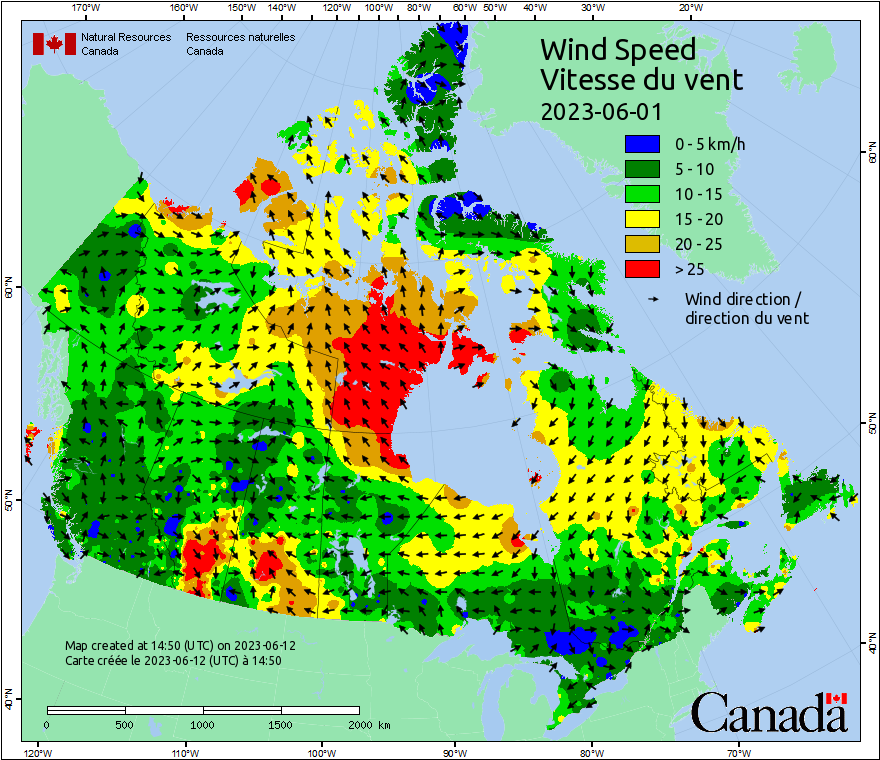 170°W 160°W 150°W 140°W 120°W 100°W 80°W 60°W 50°W 40°W 30°W 20°W
Natural Resources Ressources naturelles
Canada Canada
Wind Speed
Vitesse du vent
2023-06-01
0 - 5 km/h
5 - 10
10 - 15
15 - 20
20 - 25
> 25
Wind direction /
direction du vent
60°N 60°N
50°N 50°N
40°N 40°N
Map created at 14:50 (UTC) on 2023-06-12
Carte créée le 2023-06-12 (UTC) à 14:50
0 500 1000 1500 2000 km
Canada
120°W 110°W 100°W 90°W 80°W 70°W